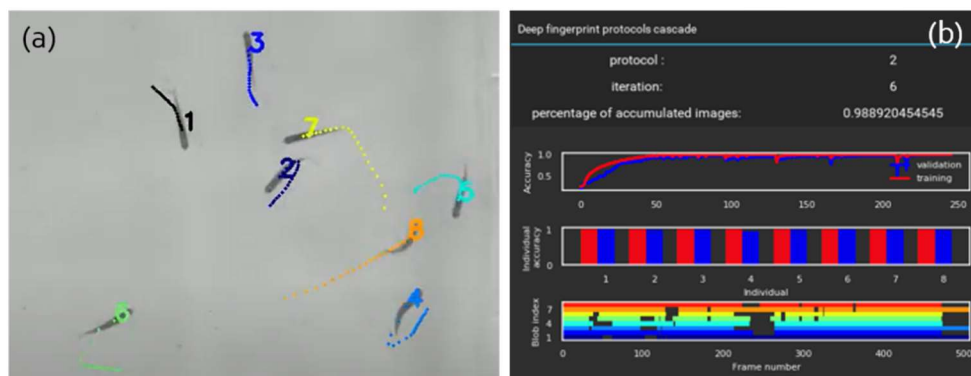 (a)
3
1
7
2
5
8
4
6
Deep fingerprint protocols cascade
(b)
protocol : 2
iteration: 6
percentage of accumulated images: 0.988920454545
Accuracy
1.0
0.5
validation
training
0 50 100 150 200 250
Individual accuracy
1
0
1 2 3 4 5 6 7 8
Individual
Blob index
7
4
1
0 100 200 300 400 500
Frame number